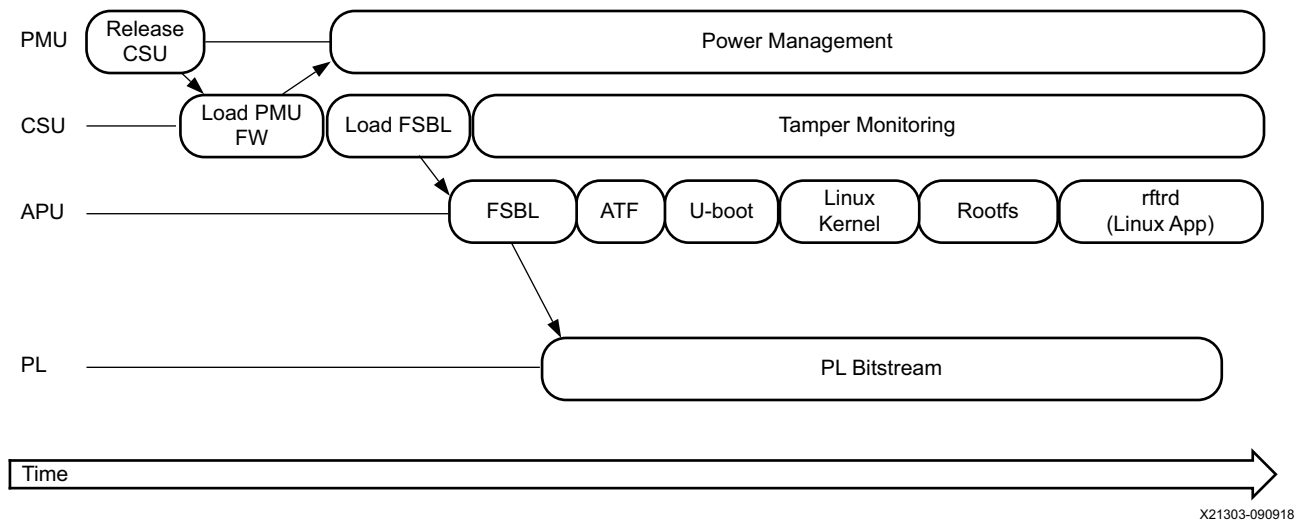 PMU
Release
CSU
Power Management
CSU
Load PMU
FW
Load FSBL
Tamper Monitoring
APU
FSBL
ATF
U-boot
Linux
Kernel
Rootfs
rftrd
(Linux App)
PL
PL Bitstream
Time
X21303-090918